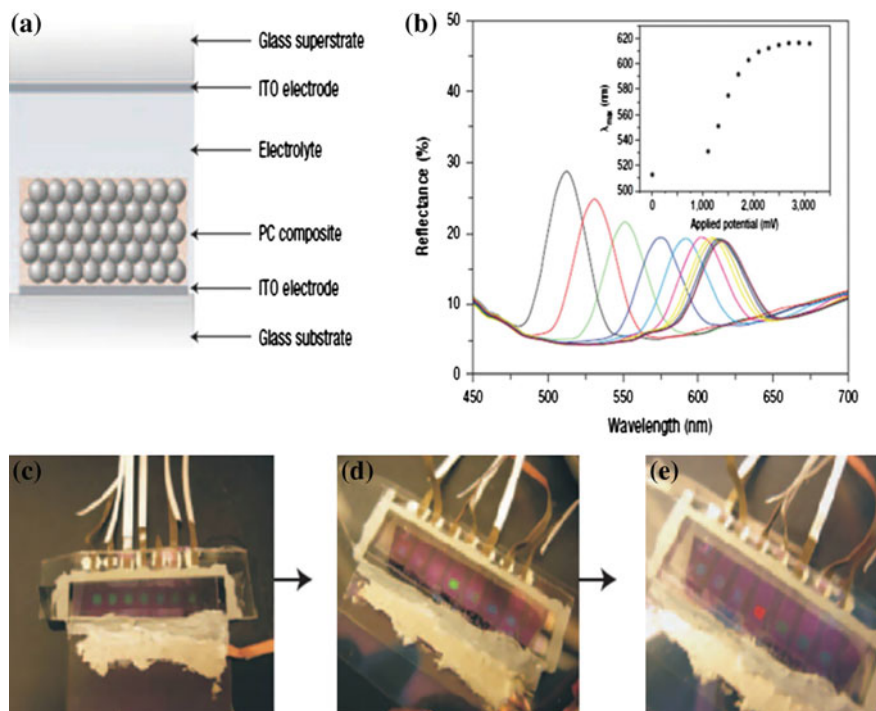 (a)
Glass superstrate
ITO electrode
Electrolyte
PC composite
ITO electrode
Glass substrate
(b)
50
40
30
20
10
0
Reflectance (%)
450 500 550 600 650 700
Wavelength (nm)
620
600
580
560
540
520
500
λmax (nm)
0 1,000 2,000 3,000
Applied potential (mV)
(c)
(d)
(e)